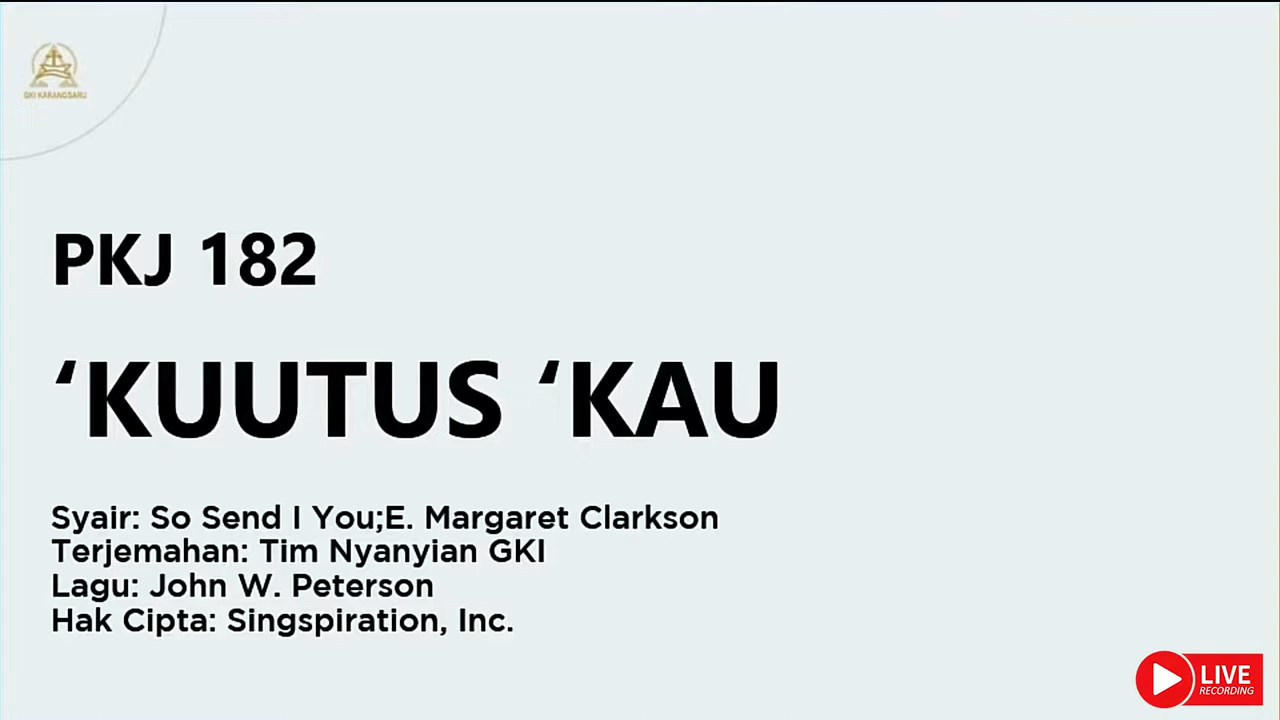 GKI KARANGSARU
PKJ 182
‘KUUTUS ‘KAU
Syair: So Send I You;E. Margaret Clarkson
Terjemahan: Tim Nyanyian GKI
Lagu: John W. Peterson
Hak Cipta: Singspiration, Inc.
LIVE
RECORDING